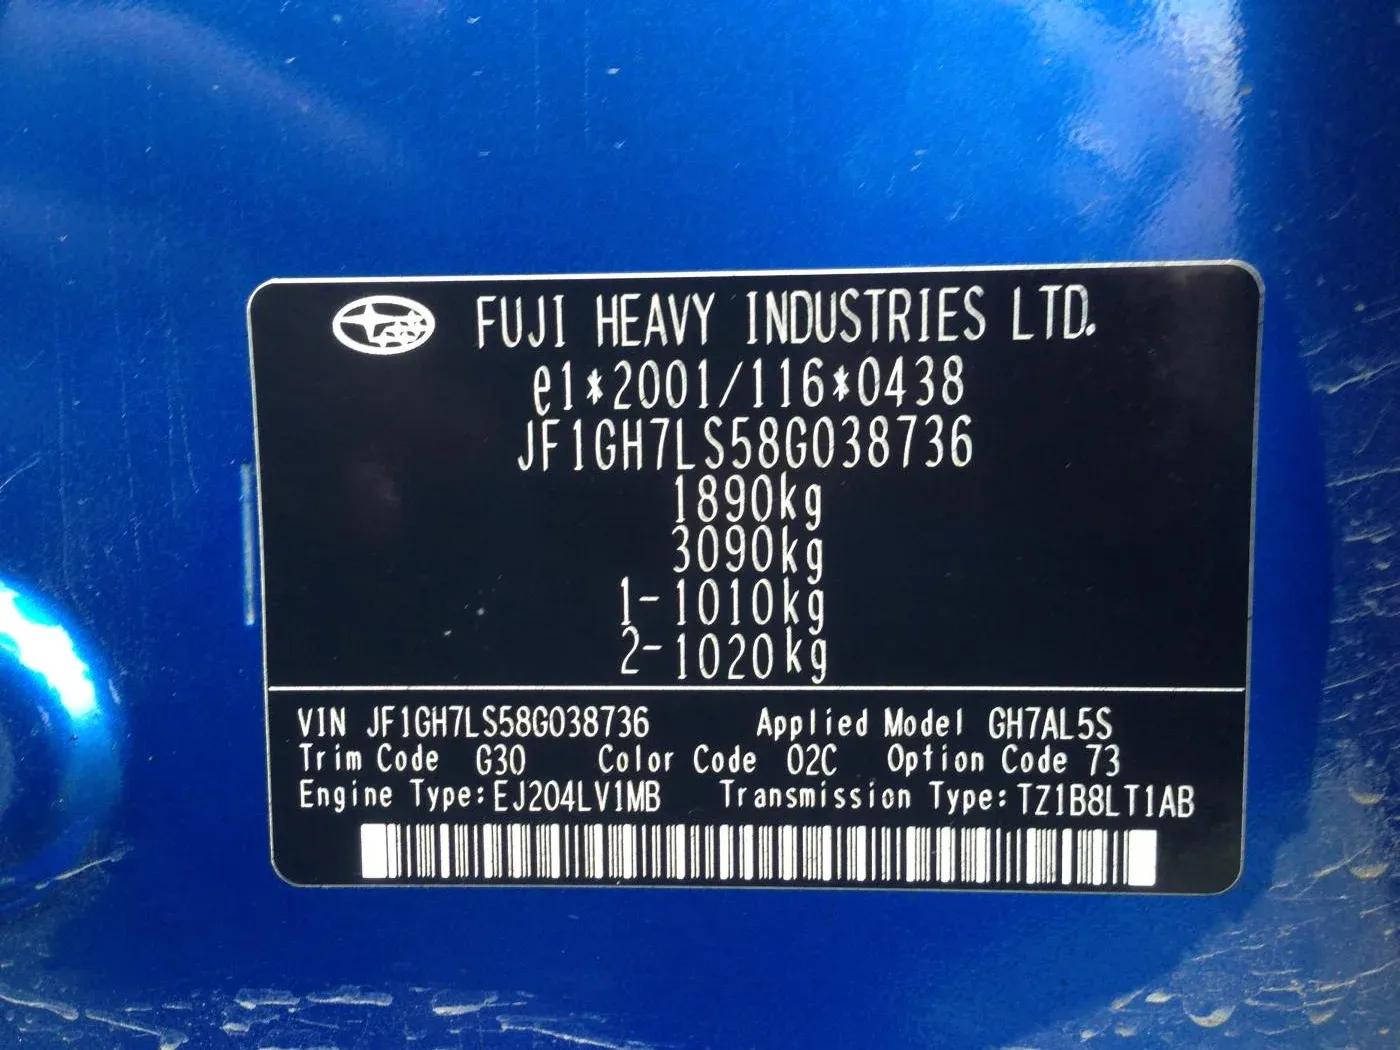 FUJI HEAVY INDUSTRIES LTD.
e1*2001/116*0438
JF1GH7LS58G038736
1890kg
3090kg
1-1010kg
2-1020kg
VIN JF1GH7LS58G038736 Applied Model GH7AL5S
Trim Code G30 Color Code 02C Option Code 73
Engine Type:EJ204LV1MB Transmission Type:TZ1B8LT1AB